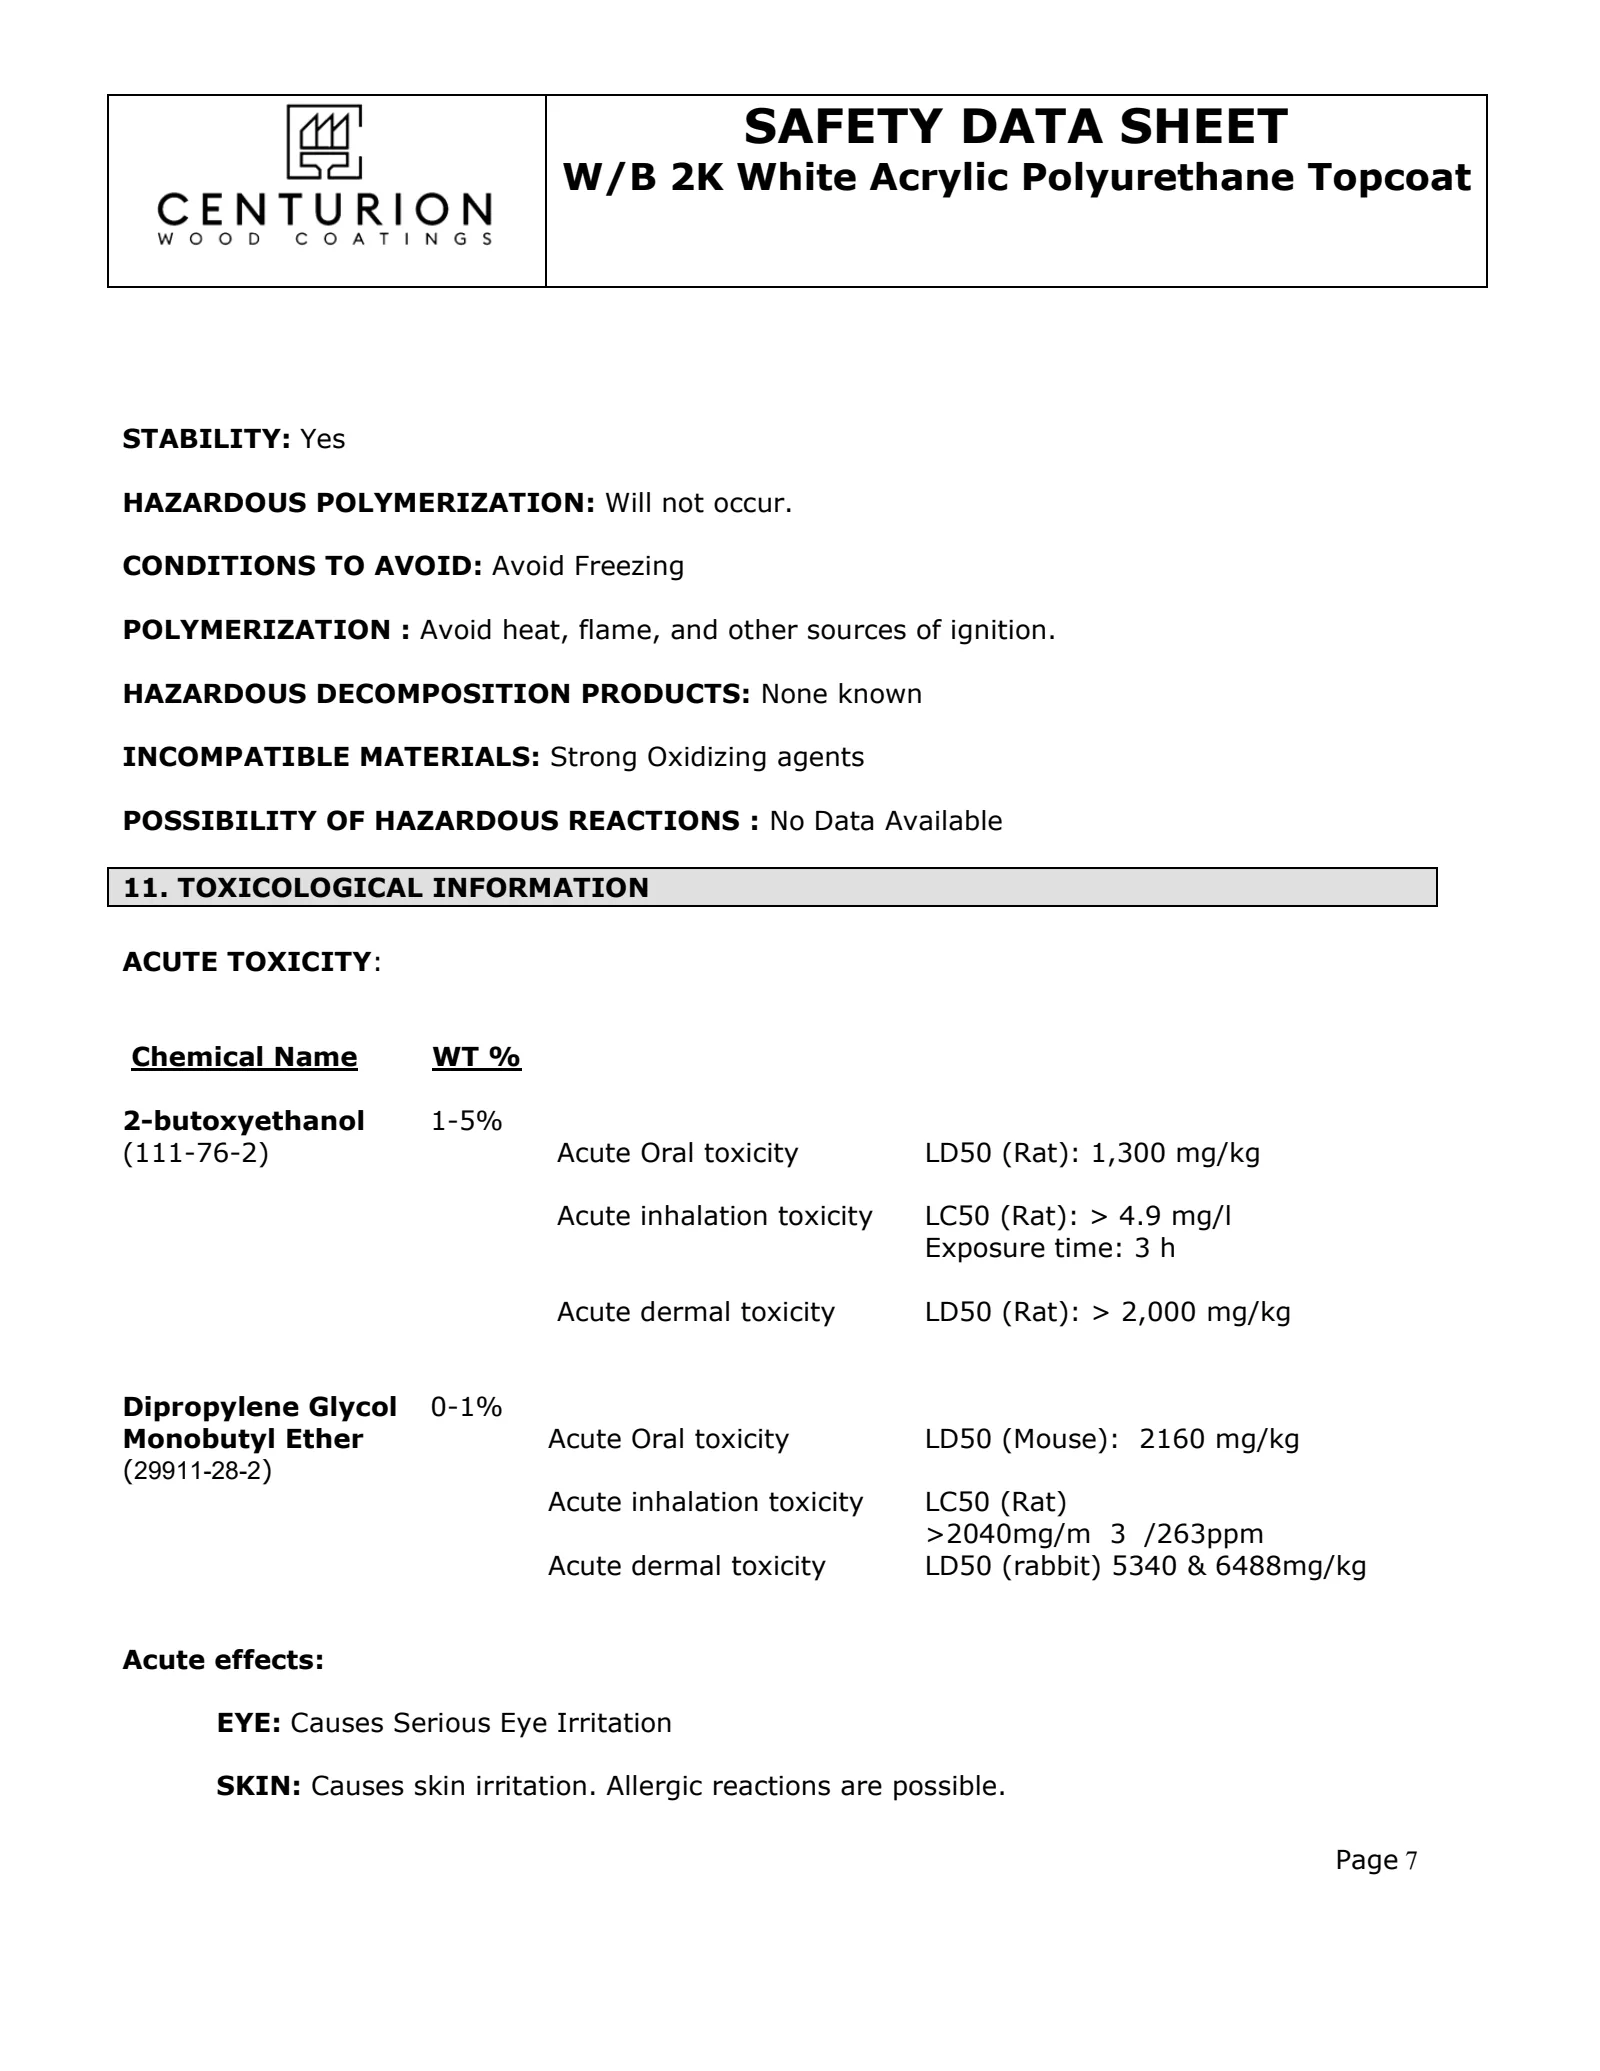 CENTURION
WOOD COATINGS
SAFETY DATA SHEET
W/B 2K White Acrylic Polyurethane Topcoat
STABILITY: Yes
HAZARDOUS POLYMERIZATION: Will not occur.
CONDITIONS TO AVOID: Avoid Freezing
POLYMERIZATION : Avoid heat, flame, and other sources of ignition.
HAZARDOUS DECOMPOSITION PRODUCTS: None known
INCOMPATIBLE MATERIALS: Strong Oxidizing agents
POSSIBILITY OF HAZARDOUS REACTIONS : No Data Available
11. TOXICOLOGICAL INFORMATION
ACUTE TOXICITY:
Chemical Name WT %
2-butoxyethanol 1-5%
(111-76-2) Acute Oral toxicity LD50 (Rat): 1,300 mg/kg
Acute inhalation toxicity LC50 (Rat): > 4.9 mg/l
Exposure time: 3 h
Acute dermal toxicity LD50 (Rat): > 2,000 mg/kg
Dipropylene Glycol 0-1%
Monobutyl Ether Acute Oral toxicity LD50 (Mouse): 2160 mg/kg
(29911-28-2)
Acute inhalation toxicity LC50 (Rat)
>2040mg/m 3 /263ppm
Acute dermal toxicity LD50 (rabbit) 5340 & 6488mg/kg
Acute effects:
EYE: Causes Serious Eye Irritation
SKIN: Causes skin irritation. Allergic reactions are possible.
Page 7